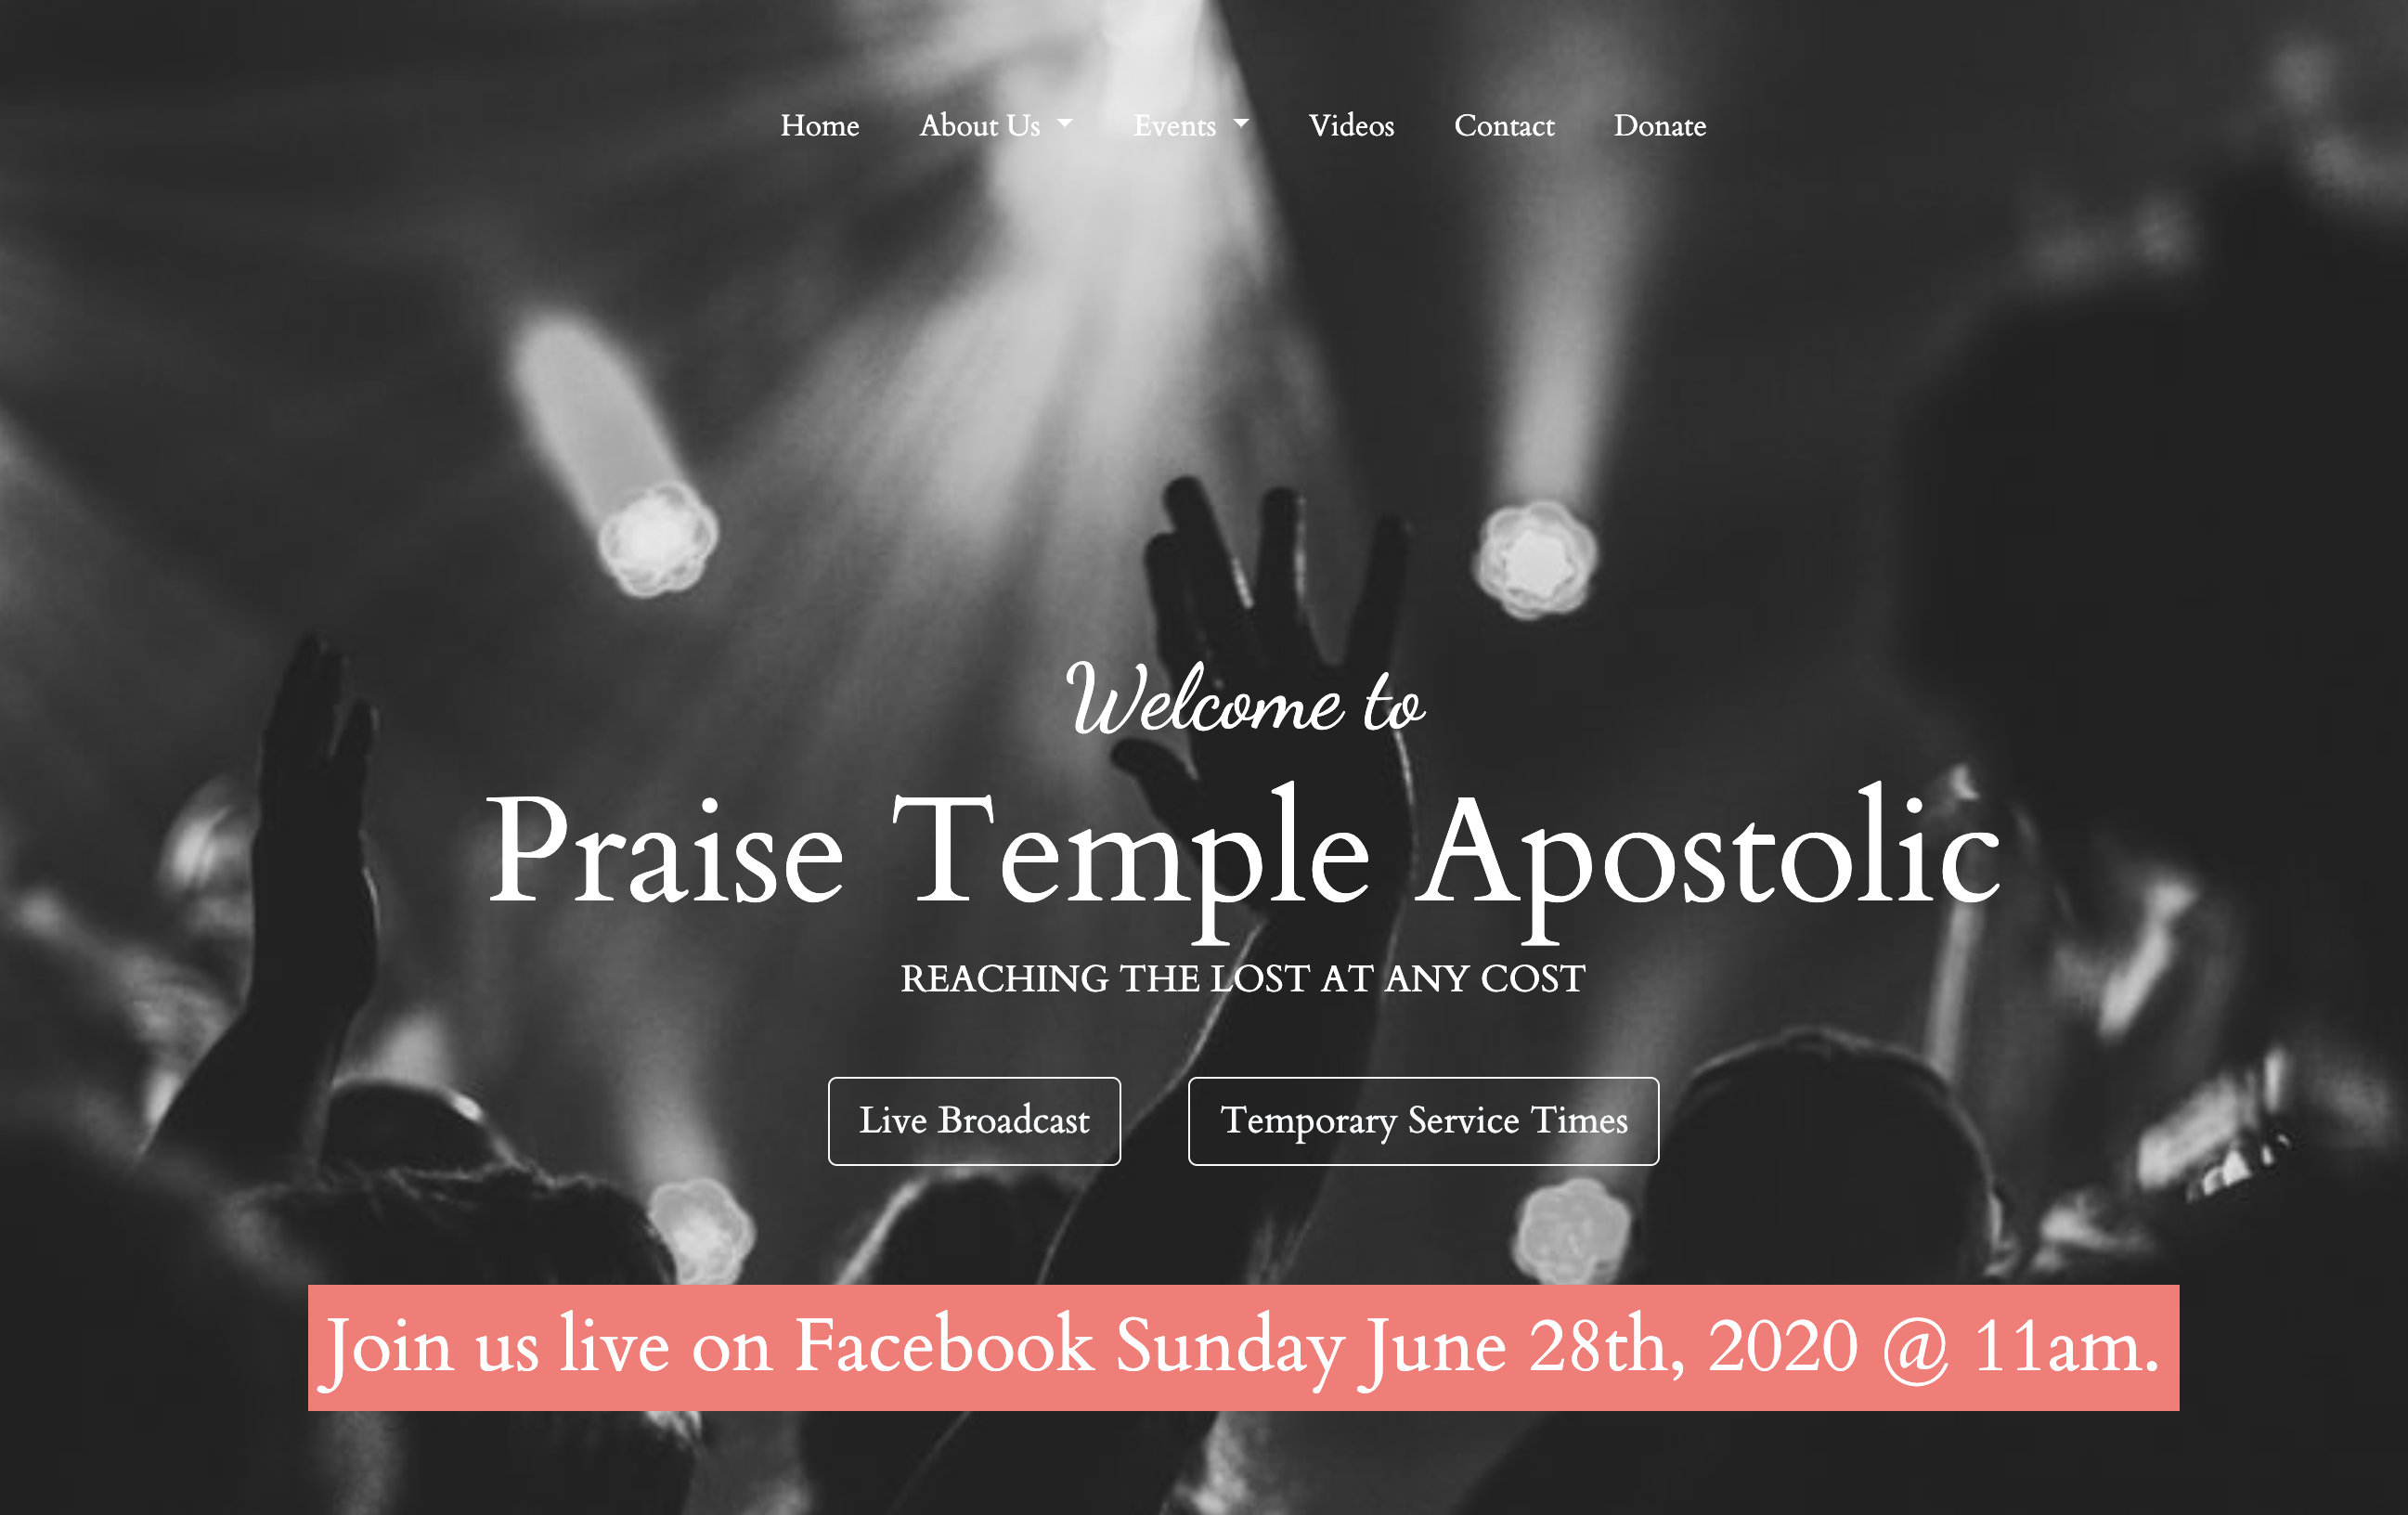 Home About Us Events Videos Contact Donate
Welcome to
Praise Temple Apostolic
REACHING THE LOST AT ANY COST
Live Broadcast Temporary Service Times
Join us live on Facebook Sunday June 28th, 2020 @ 11am.